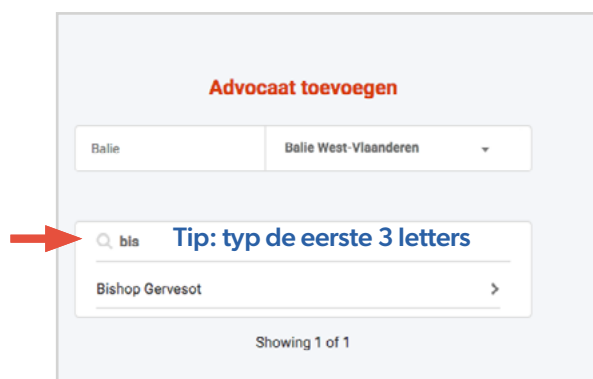 Advocaat toevoegen
Balie Balie West-Vlaanderen
bis Tip: typ de eerste 3 letters
Bishop Gervesot
Showing 1 of 1